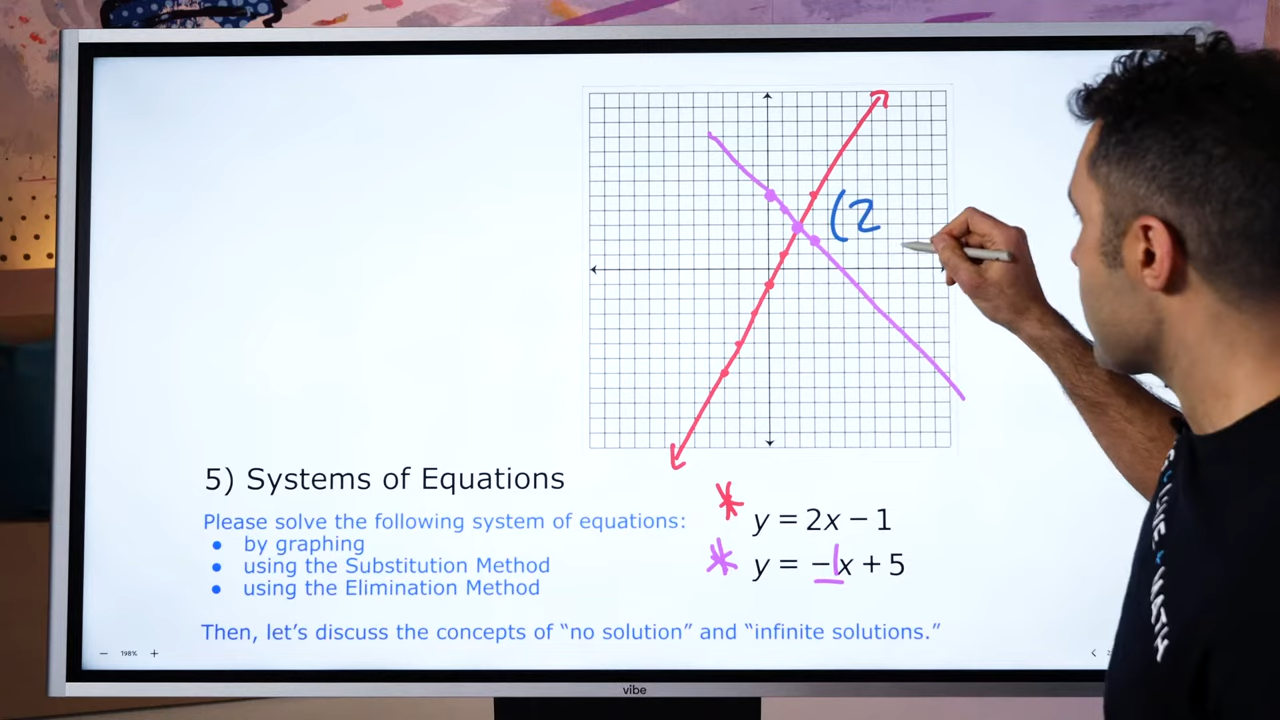 (2
5) Systems of Equations
Please solve the following system of equations:
● by graphing
● using the Substitution Method
● using the Elimination Method
* y = 2x − 1
* y = −1x + 5
Then, let's discuss the concepts of “no solution” and “infinite solutions.”
− 198% +
<
vibe
MATH